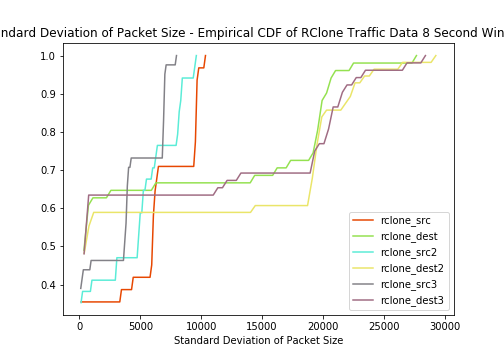 ndard Deviation of Packet Size - Empirical CDF of RClone Traffic Data 8 Second Win
1.0
0.9
0.8
0.7
0.6
0.5
0.4
rclone_src
rclone_dest
rclone_src2
rclone_dest2
rclone_src3
rclone_dest3
0 5000 10000 15000 20000 25000 30000
Standard Deviation of Packet Size